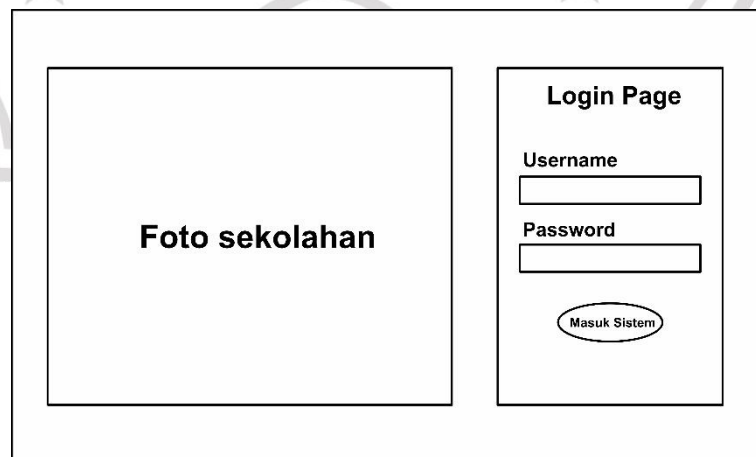 Foto sekolahan
Login Page
Username
Password
Masuk Sistem